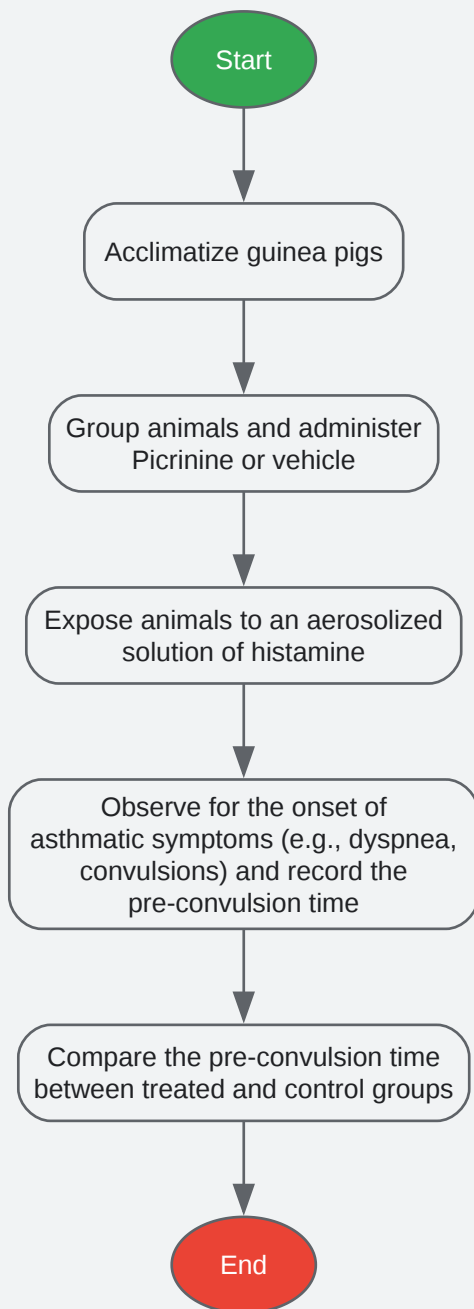 Start
Acclimatize guinea pigs
Group animals and administer
Picrinine or vehicle
Expose animals to an aerosolized
solution of histamine
Observe for the onset of
asthmatic symptoms (e.g., dyspnea,
convulsions) and record the
pre-convulsion time
Compare the pre-convulsion time
between treated and control groups
End